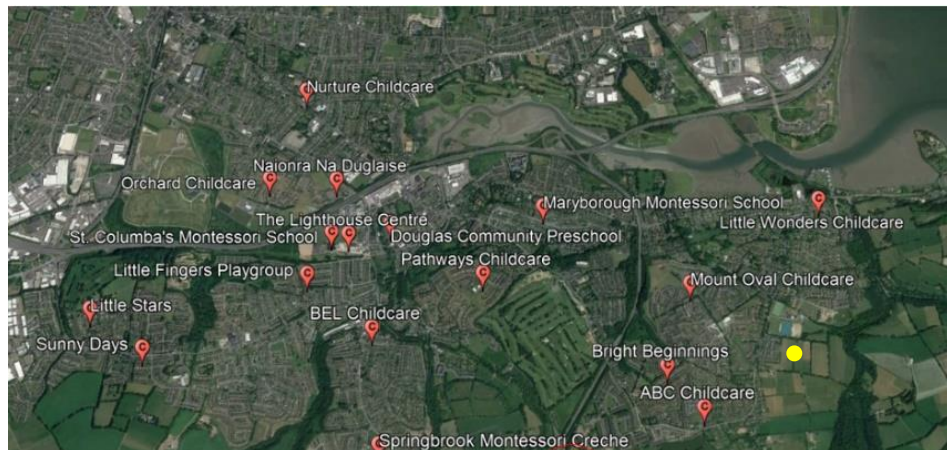 Nurture Childcare
Naionra Na Duglaise
Orchard Childcare
Maryborough Montessori School
Little Wonders Childcare
The Lighthouse Centre
St. Columba's Montessori School
Douglas Community Preschool
Pathways Childcare
Little Fingers Playgroup
Mount Oval Childcare
Little Stars
BEL Childcare
Sunny Days
Bright Beginnings
ABC Childcare
Springbrook Montessori Creche